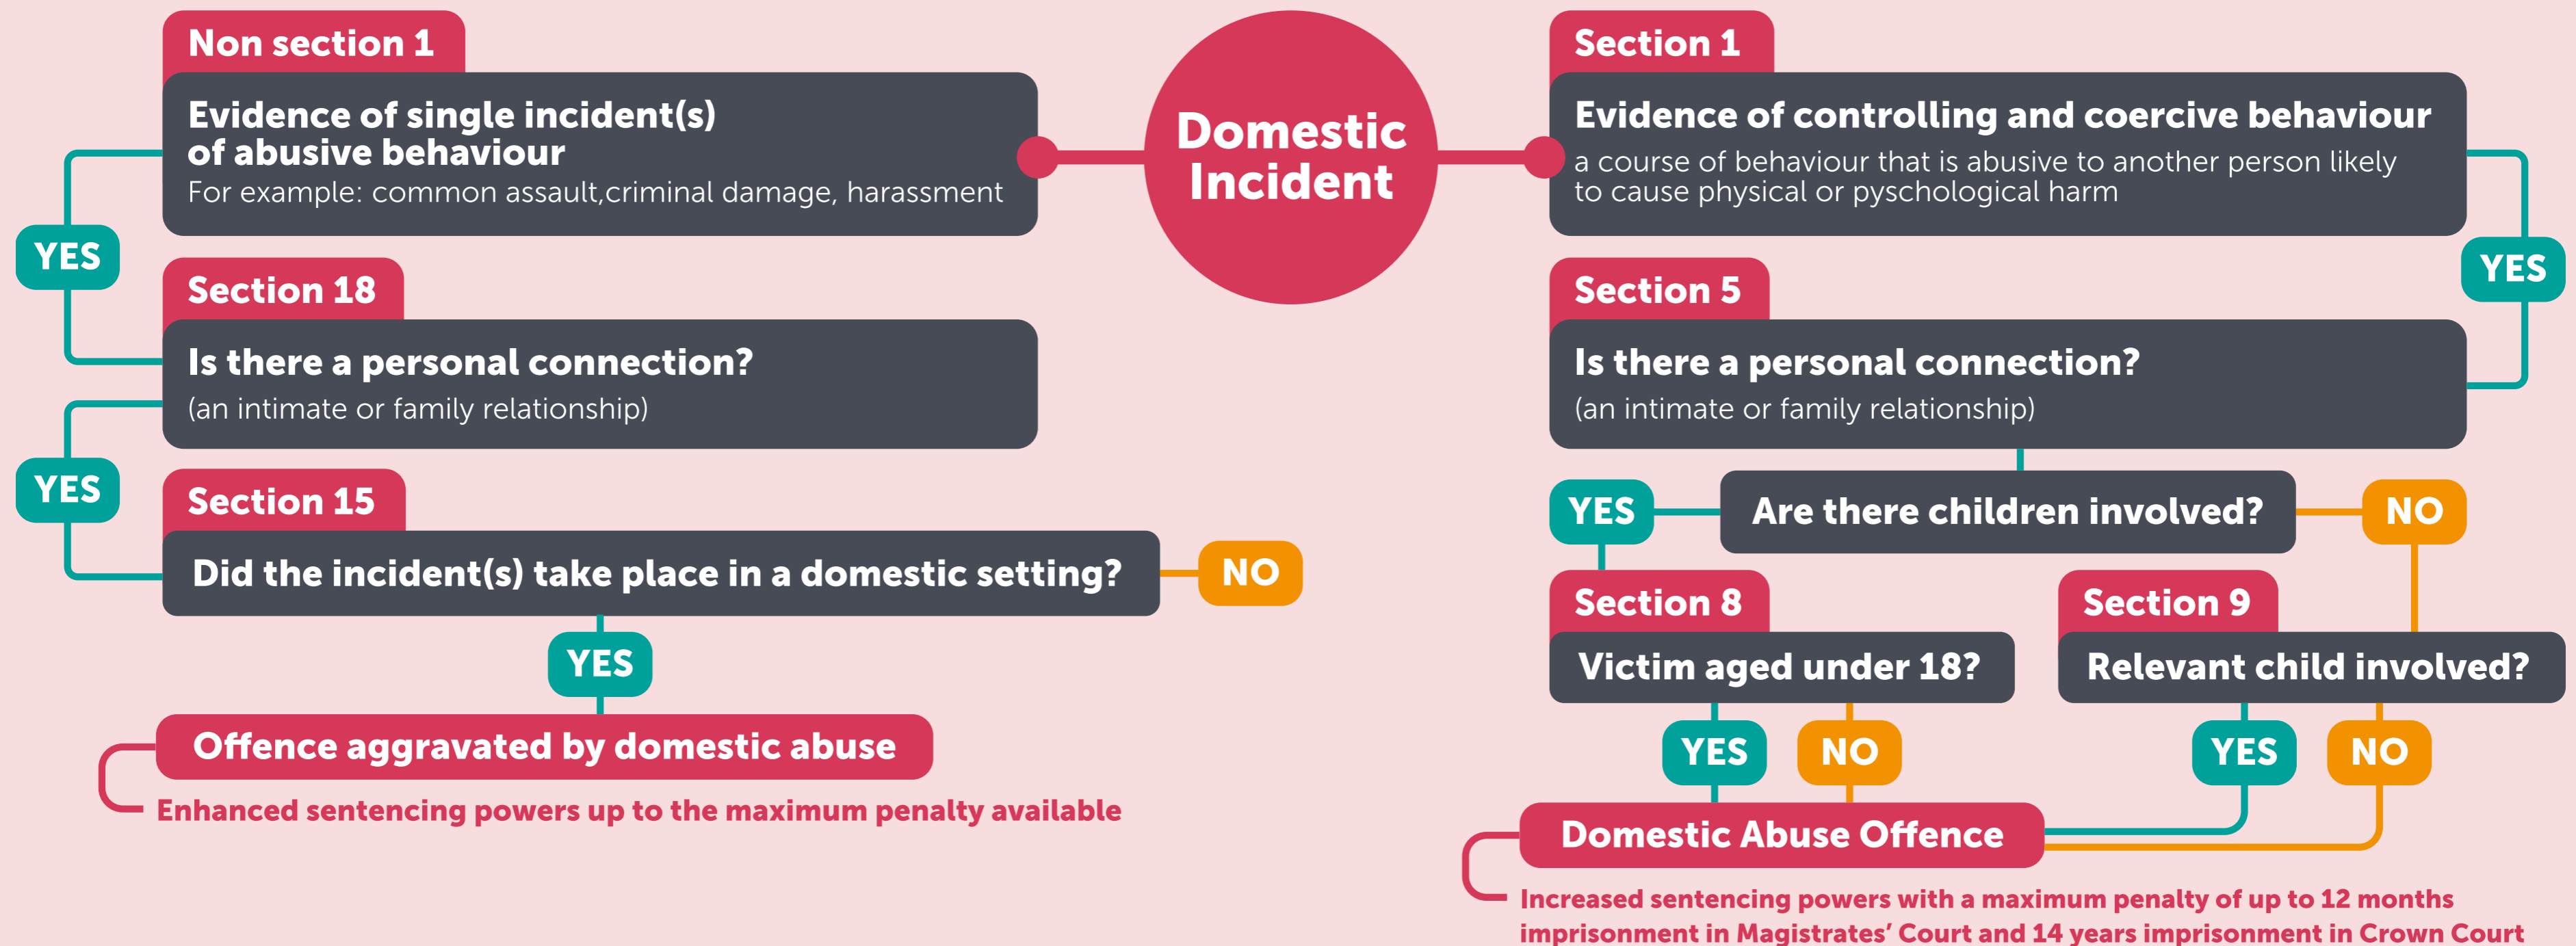 Domestic
Incident
Non section 1
Evidence of single incident(s)
of abusive behaviour
For example: common assault,criminal damage, harassment
YES
Section 18
Is there a personal connection?
(an intimate or family relationship)
YES
Section 15
Did the incident(s) take place in a domestic setting?
NO
YES
Offence aggravated by domestic abuse
Enhanced sentencing powers up to the maximum penalty available
Section 1
Evidence of controlling and coercive behaviour
a course of behaviour that is abusive to another person likely
to cause physical or pyschological harm
YES
Section 5
Is there a personal connection?
(an intimate or family relationship)
YES
Are there children involved?
NO
Section 8
Victim aged under 18?
YES
NO
Section 9
Relevant child involved?
YES
NO
Domestic Abuse Offence
Increased sentencing powers with a maximum penalty of up to 12 months
imprisonment in Magistrates’ Court and 14 years imprisonment in Crown Court